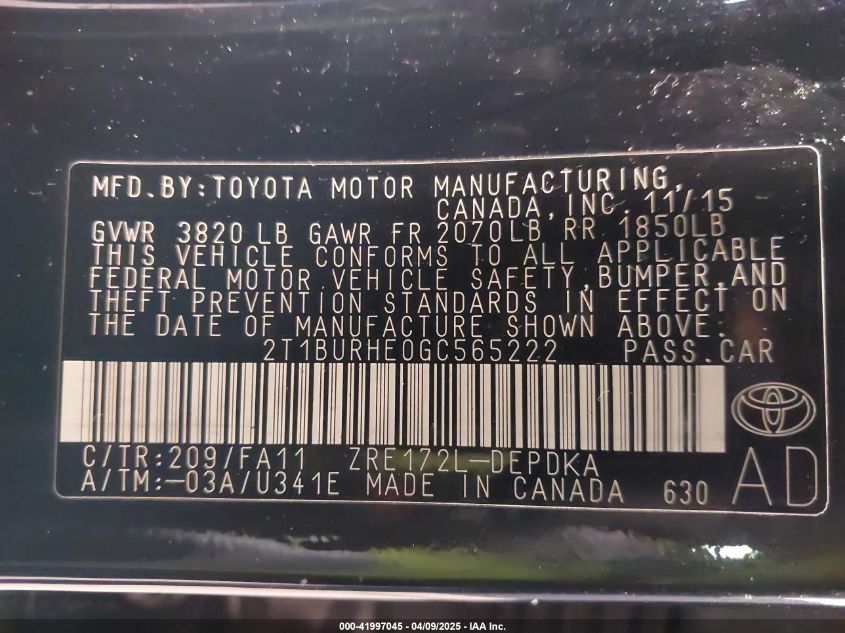 MFD.BY:TOYOTA MOTOR MANUFACTURING,
CANADA, INC. 11/15
GVWR 3820 LB GAWR FR 2070LB RR 1850LB
THIS VEHICLE CONFORMS TO ALL APPLICABLE
FEDERAL MOTOR VEHICLE SAFETY,BUMPER,AND
THEFT PREVENTION STANDARDS IN EFFECT ON
THE DATE OF MANUFACTURE SHOWN ABOVE.
2T1BURHE0GC565222 PASS.CAR
C/TR:209/FA11 ZRE172L-DEPDKA
A/TM:-03A/U341E MADE IN CANADA 630
AD
000-41997045 - 04/09/2025 - IAA Inc.